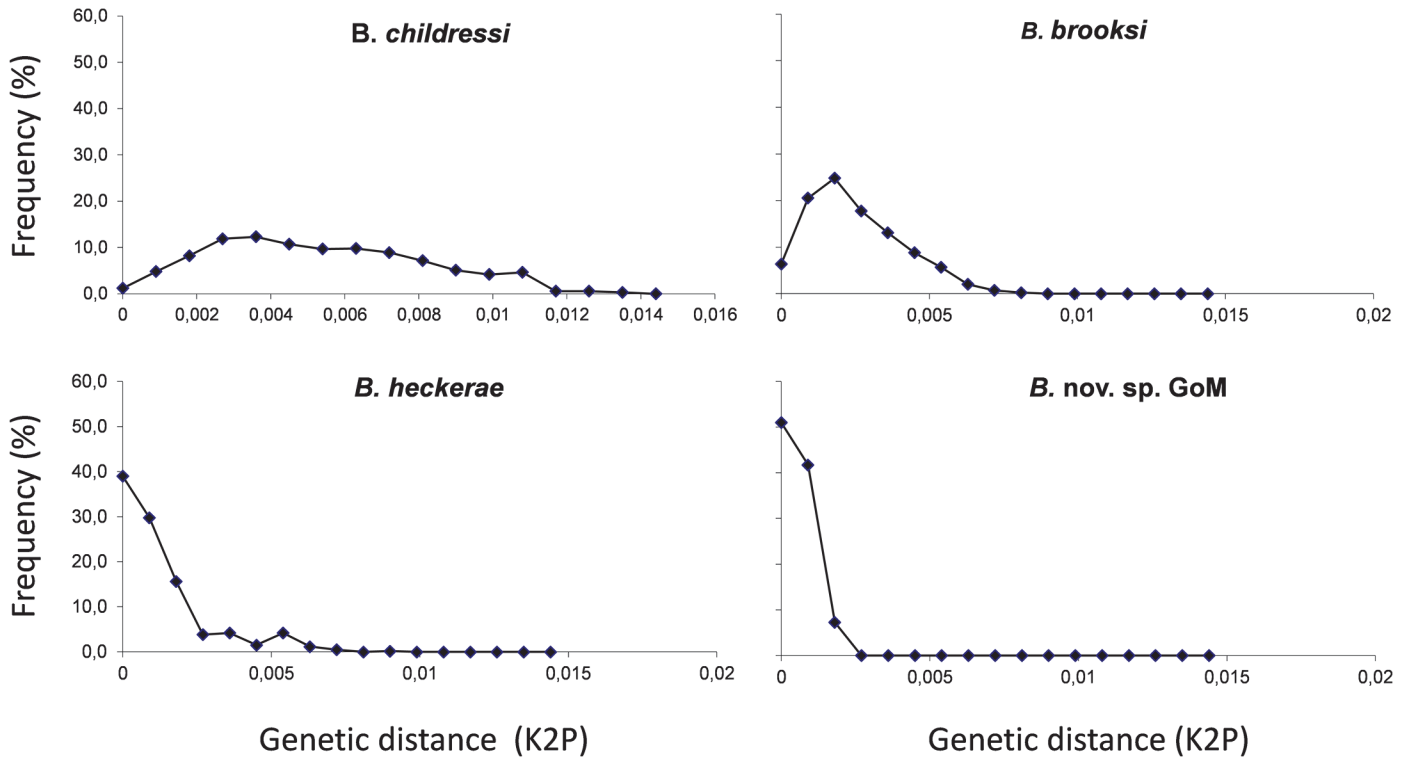 B. childressi
60,0
50,0
40,0
30,0
20,0
10,0
0,0
Frequency (%)
0 0,002 0,004 0,006 0,008 0,01 0,012 0,014 0,016
B. brooksi
0 0,005 0,01 0,015 0,02
B. heckerae
60,0
50,0
40,0
30,0
20,0
10,0
0,0
Frequency (%)
0 0,005 0,01 0,015 0,02
Genetic distance (K2P)
B. nov. sp. GoM
0 0,005 0,01 0,015 0,02
Genetic distance (K2P)